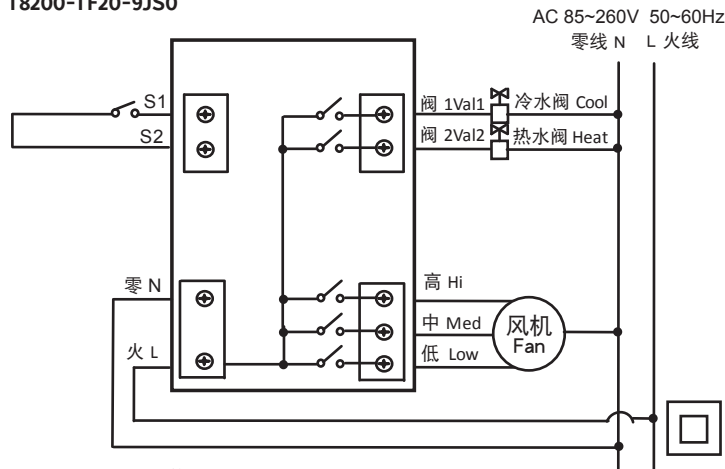 T8200-TF20-9JS0
AC 85~260V 50~60Hz
零线 N L 火线
S1
S2
阀 1Val1 冷水阀 Cool
阀 2Val2 热水阀 Heat
零 N
火 L
高 Hi
中 Med
低 Low
风机
Fan